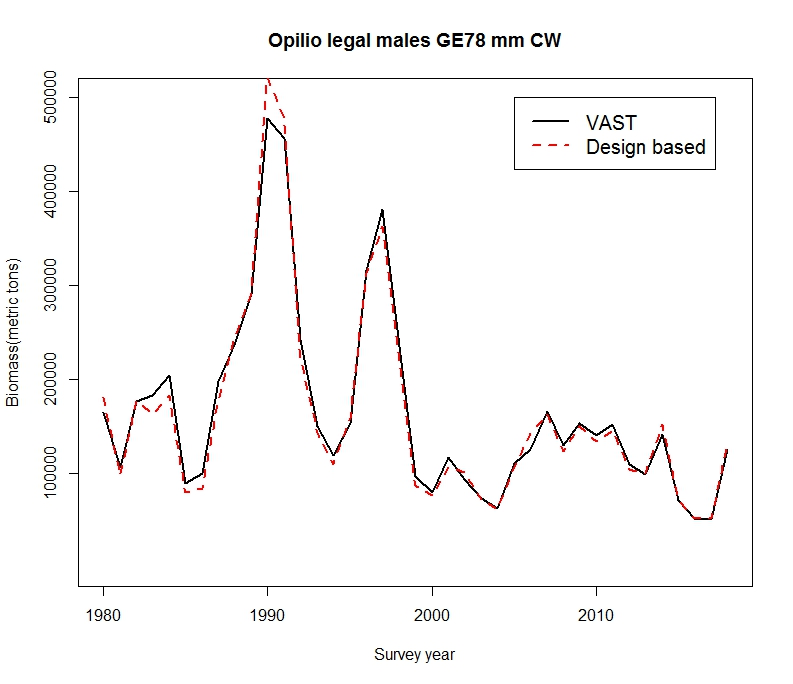 Opilio legal males GE78 mm CW
VAST
Design based
Biomass(metric tons)
500000
400000
300000
200000
100000
1980
1990
2000
2010
Survey year